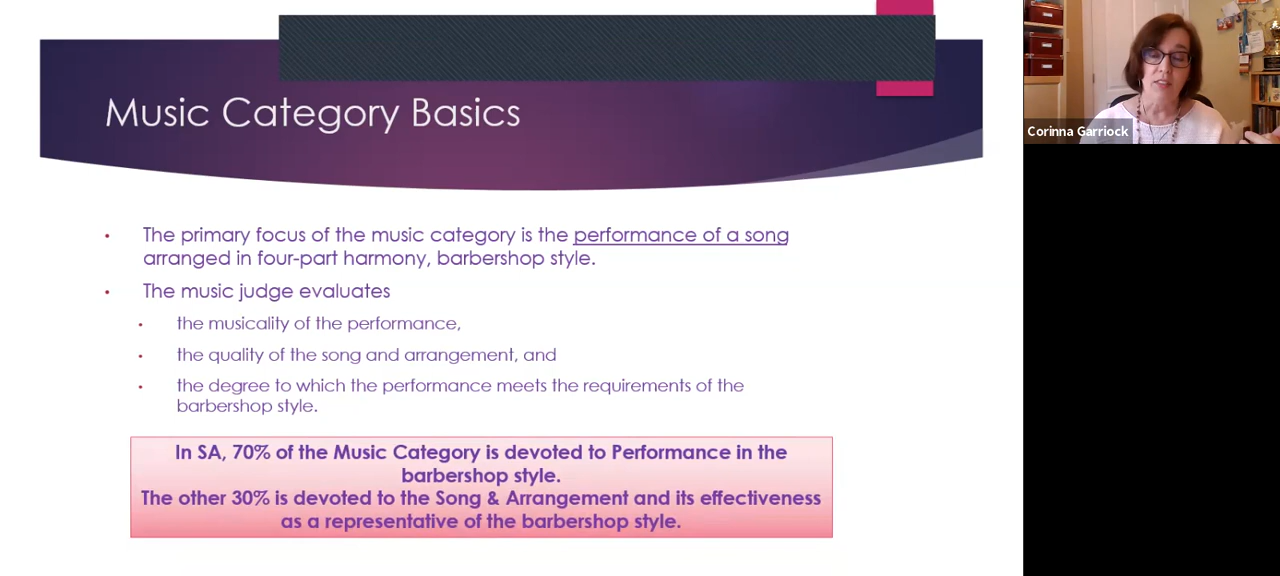 Music Category Basics
Corinna Garriock
• The primary focus of the music category is the performance of a song
arranged in four-part harmony, barbershop style.
• The music judge evaluates
• the musicality of the performance,
• the quality of the song and arrangement, and
• the degree to which the performance meets the requirements of the
barbershop style.
In SA, 70% of the Music Category is devoted to Performance in the
barbershop style.
The other 30% is devoted to the Song & Arrangement and its effectiveness
as a representative of the barbershop style.